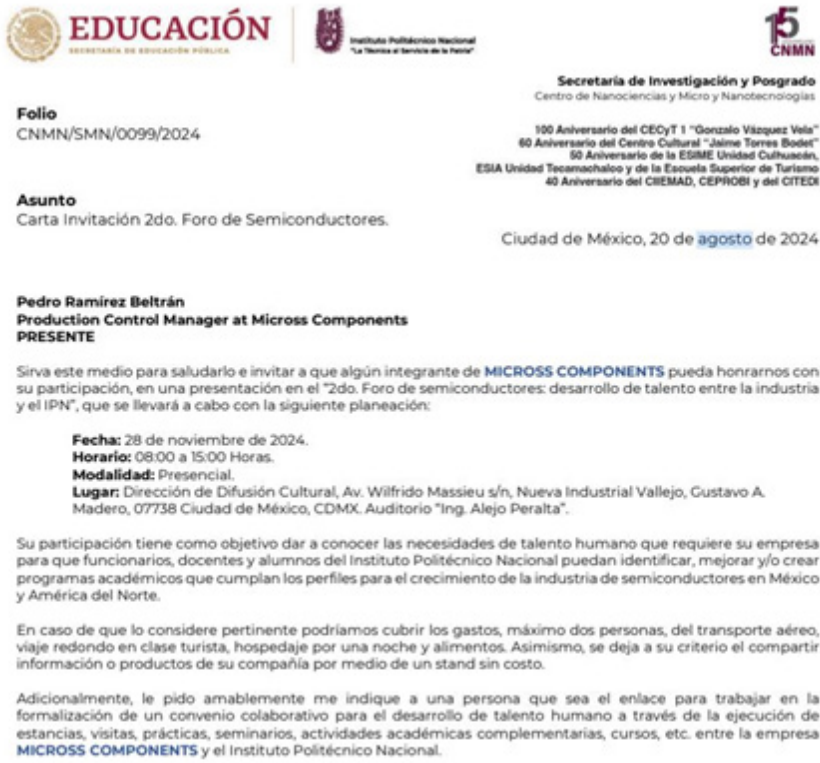 EDUCACIÓN
SECRETARÍA DE EDUCACIÓN PÚBLICA
Instituto Politécnico Nacional
"La Técnica al Servicio de la Patria"
15
CNMN
Secretaría de Investigación y Posgrado
Centro de Nanociencias y Micro y Nanotecnologías
Folio
CNMN/SMN/0099/2024
100 Aniversario del CECyT 1 "Gonzalo Vázquez Vela"
60 Aniversario del Centro Cultural "Jaime Torres Bodet"
50 Aniversario de la ESIME Unidad Culhuacán,
ESIA Unidad Tecamachalco y de la Escuela Superior de Turismo
40 Aniversario del CIIEMAD, CEPROBI y del CITEDI
Asunto
Carta Invitación 2do. Foro de Semiconductores.
Ciudad de México, 20 de agosto de 2024
Pedro Ramírez Beltrán
Production Control Manager at Micross Components
PRESENTE
Sirva este medio para saludarlo e invitar a que algún integrante de MICROSS COMPONENTS pueda honrarnos con
su participación, en una presentación en el "2do. Foro de semiconductores: desarrollo de talento entre la industria
y el IPN", que se llevará a cabo con la siguiente planeación:
Fecha: 28 de noviembre de 2024.
Horario: 08:00 a 15:00 Horas.
Modalidad: Presencial.
Lugar: Dirección de Difusión Cultural, Av. Wilfrido Massieu s/n, Nueva Industrial Vallejo, Gustavo A.
Madero, 07738 Ciudad de México, CDMX. Auditorio "Ing. Alejo Peralta".
Su participación tiene como objetivo dar a conocer las necesidades de talento humano que requiere su empresa
para que funcionarios, docentes y alumnos del Instituto Politécnico Nacional puedan identificar, mejorar y/o crear
programas académicos que cumplan los perfiles para el crecimiento de la industria de semiconductores en México
y América del Norte.
En caso de que lo considere pertinente podríamos cubrir los gastos, máximo dos personas, del transporte aéreo,
viaje redondo en clase turista, hospedaje por una noche y alimentos. Asimismo, se deja a su criterio el compartir
información o productos de su compañía por medio de un stand sin costo.
Adicionalmente, le pido amablemente me indique a una persona que sea el enlace para trabajar en la
formalización de un convenio colaborativo para el desarrollo de talento humano a través de la ejecución de
estancias, visitas, prácticas, seminarios, actividades académicas complementarias, cursos, etc. entre la empresa
MICROSS COMPONENTS y el Instituto Politécnico Nacional.